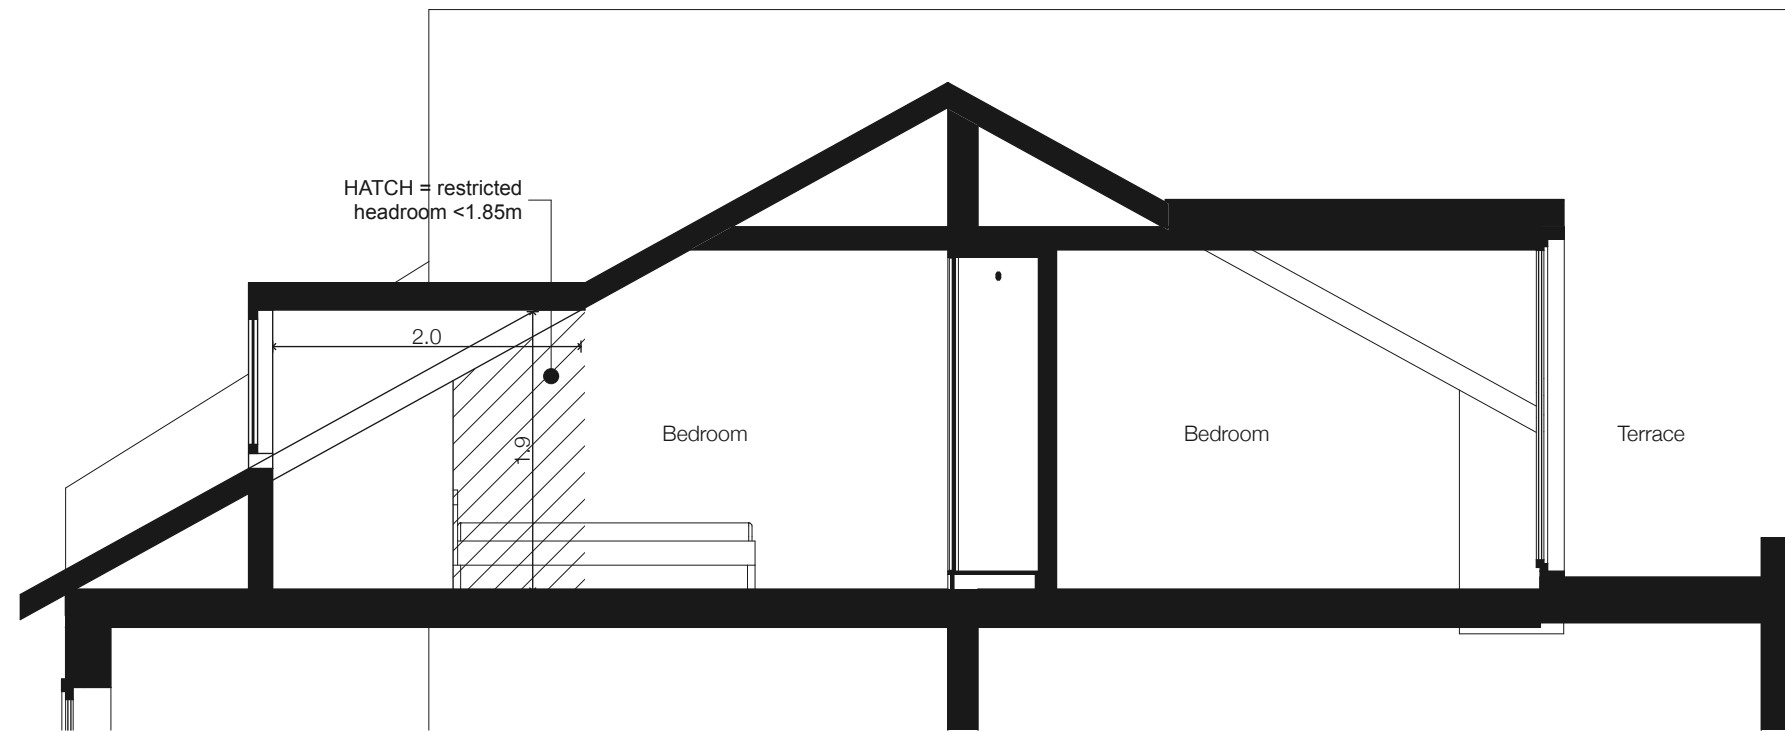 HATCH = restricted
headroom <1.85m
2.0
1.9
Bedroom
Bedroom
Terrace